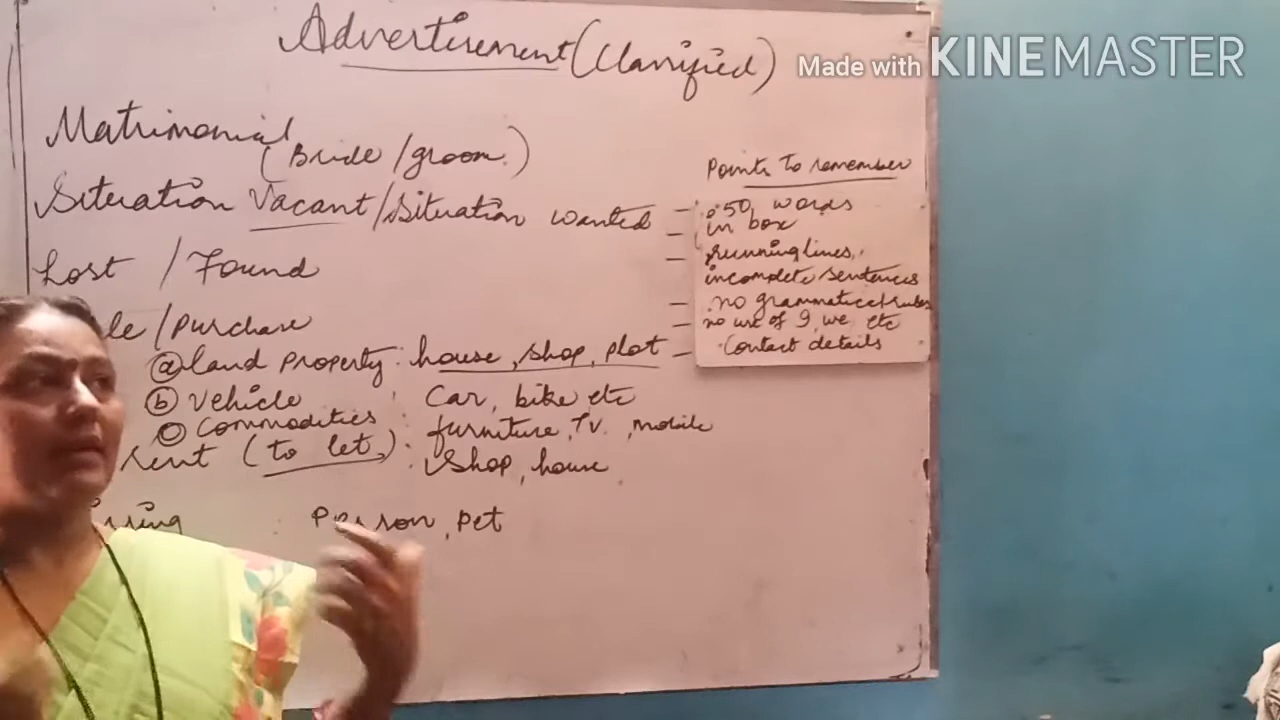 Advertisement (Classified)
Made with KINEMASTER
Matrimonial
(Bride/groom.)
Situation Vacant/Situation wanted
Lost / Found
le/purchase
(a) land property: house, shop, plot
(b) vehicle : Car, bike etc
(c) commodities : furniture, Tv, mobile
rent (to let) : Shop, house
issing : Person, pet
Points to remember
50 words
in box
running lines,
incomplete sentences
no grammatical rules
no use of I, we etc
Contact details